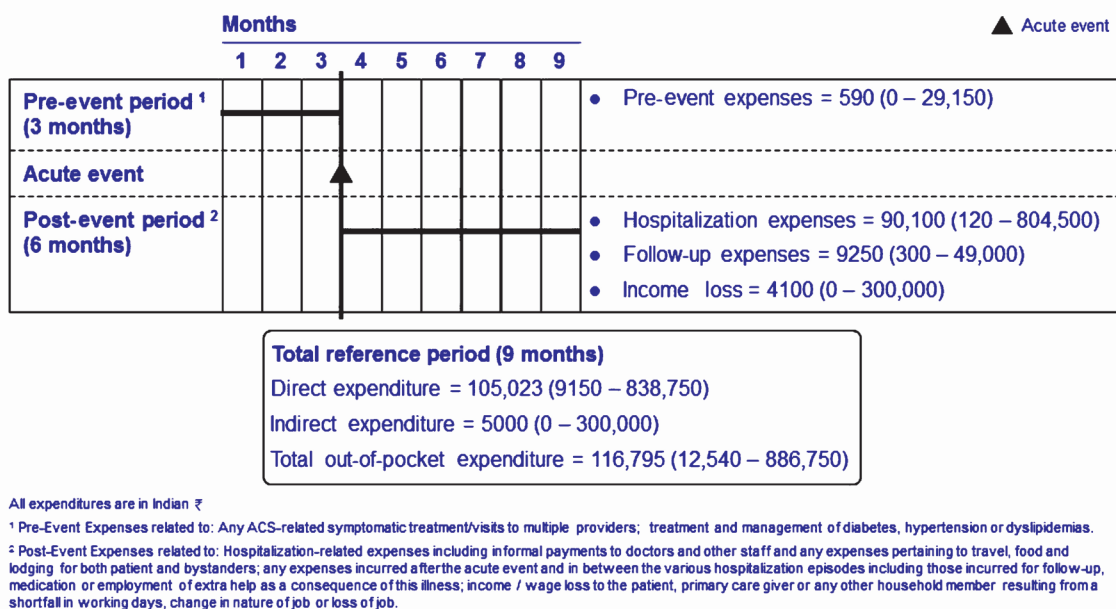 Months
▲ Acute event
1 2 3 4 5 6 7 8 9
Pre-event period ¹
(3 months)
• Pre-event expenses = 590 (0 – 29,150)
Acute event
Post-event period ²
(6 months)
• Hospitalization expenses = 90,100 (120 – 804,500)
• Follow-up expenses = 9250 (300 – 49,000)
• Income loss = 4100 (0 – 300,000)
Total reference period (9 months)
Direct expenditure = 105,023 (9150 – 838,750)
Indirect expenditure = 5000 (0 – 300,000)
Total out-of-pocket expenditure = 116,795 (12,540 – 886,750)
All expenditures are in Indian ₹
¹ Pre-Event Expenses related to: Any ACS-related symptomatic treatment/visits to multiple providers; treatment and management of diabetes, hypertension or dyslipidemias.
² Post-Event Expenses related to: Hospitalization-related expenses including informal payments to doctors and other staff and any expenses pertaining to travel, food and
lodging for both patient and bystanders; any expenses incurred afterthe acute event and in between the various hospitalization episodes including those incurred for follow-up,
medication or employment of extra help as a consequence of this illness; income / wage loss to the patient, primary care giver or any other household member resulting from a
shortfall in working days, change in nature of job or loss of job.